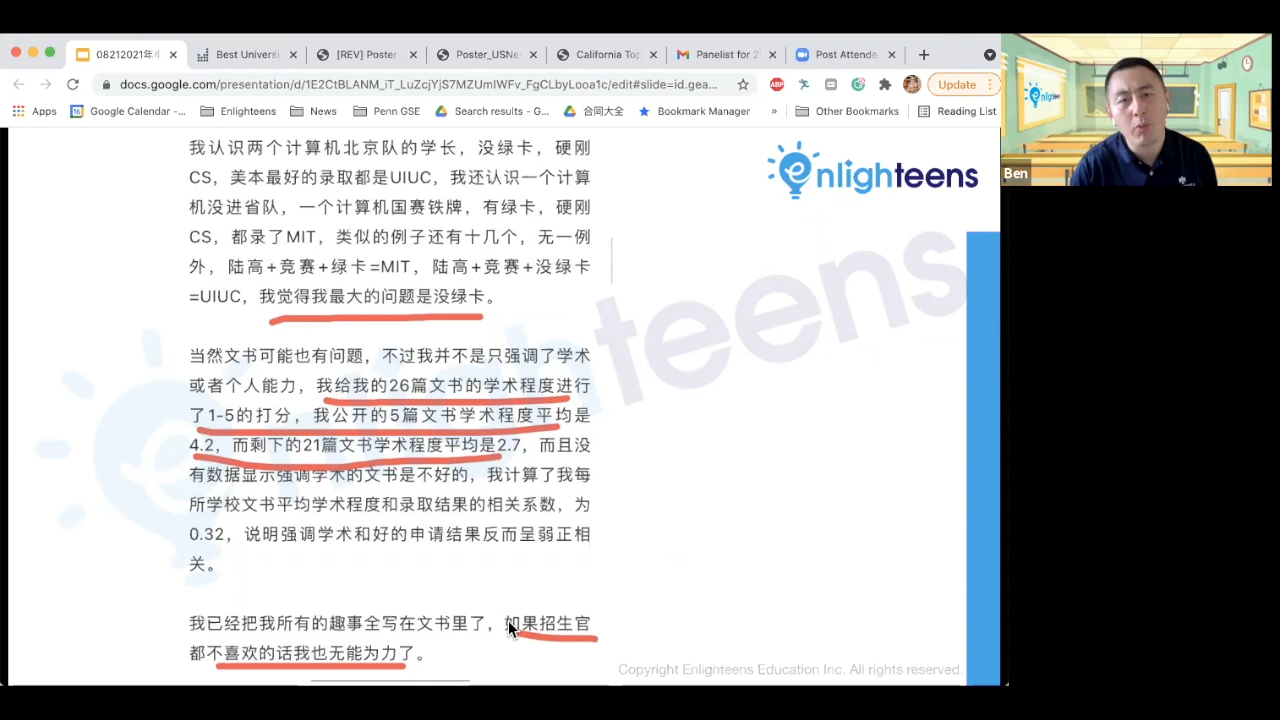 08212021年中
Best Universi
[REV] Poster
Poster_USNe
California Top
Panelist for 2
Post Attende
docs.google.com/presentation/d/1E2CtBLANM_iT_LuZcjYjS7MZUmIWFv_FgCLbyLooa1c/edit#slide=id.gea...
ABP
Update
Apps
Google Calendar -...
Enlighteens
News
Penn GSE
Search results - G...
合同大全
Bookmark Manager
»
Other Bookmarks
Reading List
enlighteens
Ben
enlighteens
我认识两个计算机北京队的学长，没绿卡，硬刚
CS，美本最好的录取都是UIUC，我还认识一个计算
机没进省队，一个计算机国赛铁牌，有绿卡，硬刚
CS，都录了MIT，类似的例子还有十几个，无一例
外，陆高+竞赛+绿卡=MIT，陆高+竞赛+没绿卡
=UIUC，我觉得我最大的问题是没绿卡。
当然文书可能也有问题，不过我并不是只强调了学术
或者个人能力，我给我的26篇文书的学术程度进行
了1-5的打分，我公开的5篇文书学术程度平均是
4.2，而剩下的21篇文书学术程度平均是2.7，而且没
有数据显示强调学术的文书是不好的，我计算了我每
所学校文书平均学术程度和录取结果的相关系数，为
0.32，说明强调学术和好的申请结果反而呈弱正相
关。
我已经把我所有的趣事全写在文书里了，如果招生官
都不喜欢的话我也无能为力了。
enlighteens
Copyright Enlighteens Education Inc. All rights reserved.